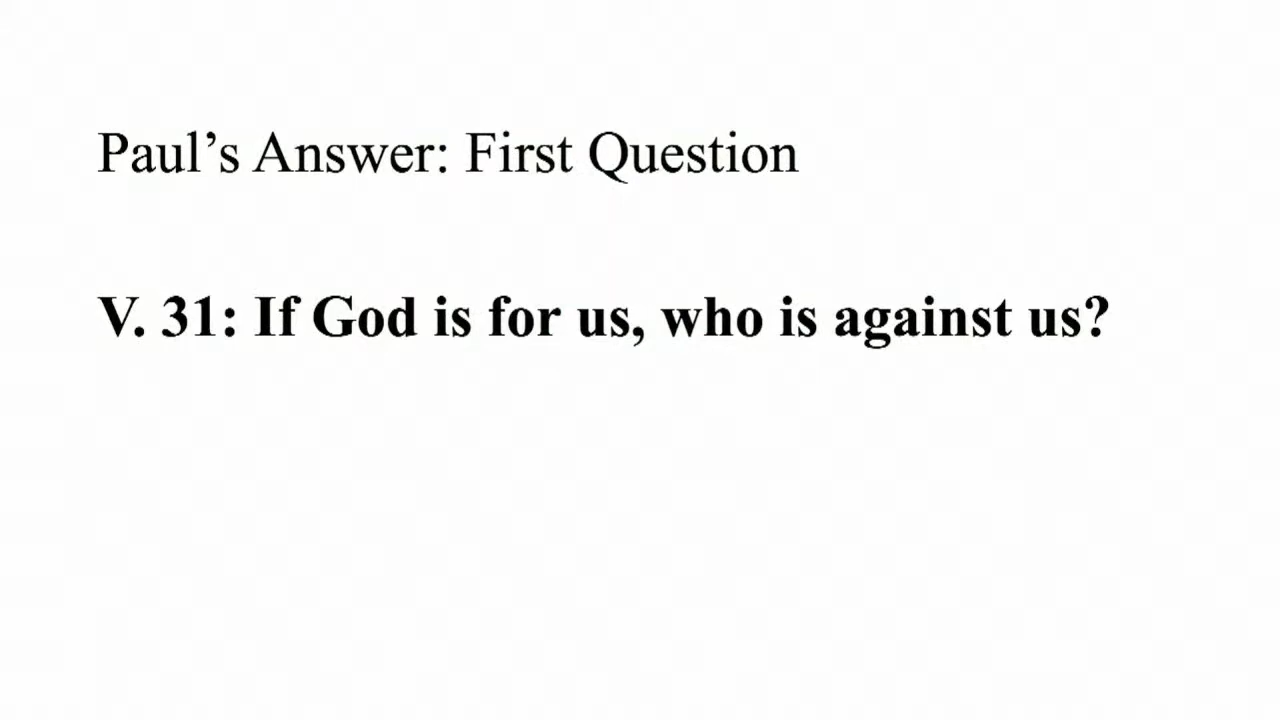 Paul’s Answer: First Question
V. 31: If God is for us, who is against us?